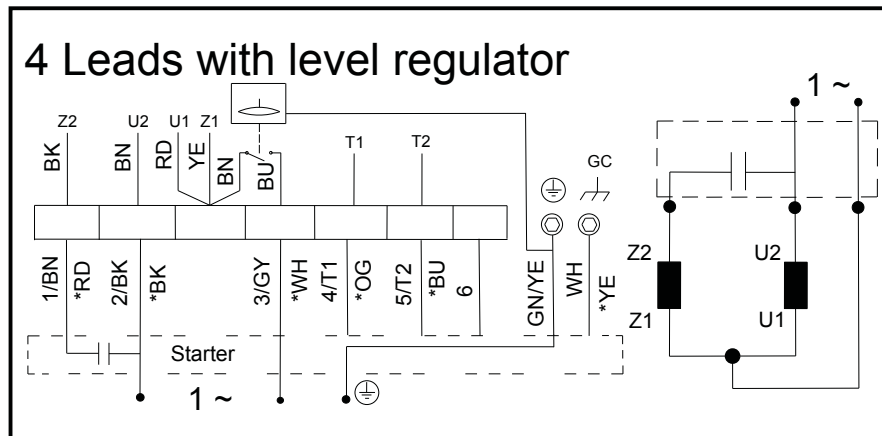 4 Leads with level regulator
1 ~
Z2 U2 U1 Z1
T1 T2
BK BN RD YE BN BU
GC
1/BN *RD 2/BK *BK 3/GY *WH 4/T1 *OG 5/T2 *BU 6 GN/YE WH *YE
Z2 U2
Z1 U1
Starter
1 ~